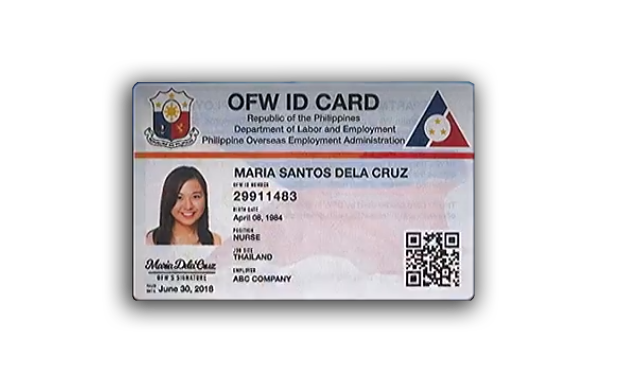 OFW ID CARD
Republic of the Philippines
Department of Labor and Employment
Philippine Overseas Employment Administration
MARIA SANTOS DELA CRUZ
OFW ID NUMBER
29911483
BIRTH DATE
April 08, 1984
POSITION
NURSE
JOB SITE
THAILAND
EMPLOYER
ABC COMPANY
Maria DelaCruz
OFW'S SIGNATURE
VALID
June 30, 2018